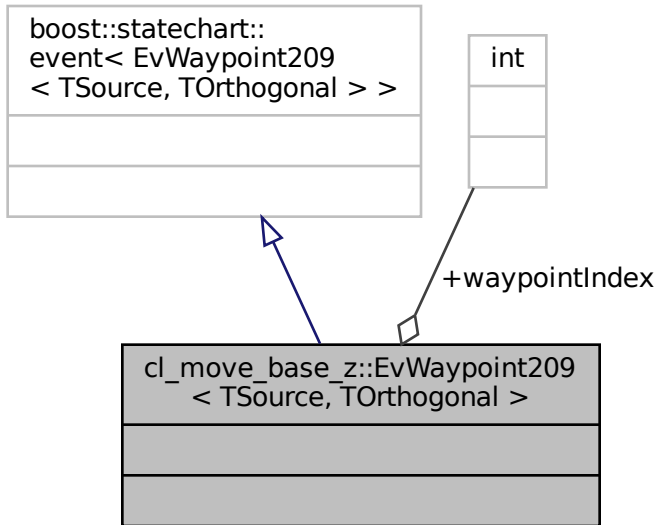 boost::statechart::
event< EvWaypoint209
< TSource, TOrthogonal > >
int
+waypointIndex
cl_move_base_z::EvWaypoint209
< TSource, TOrthogonal >